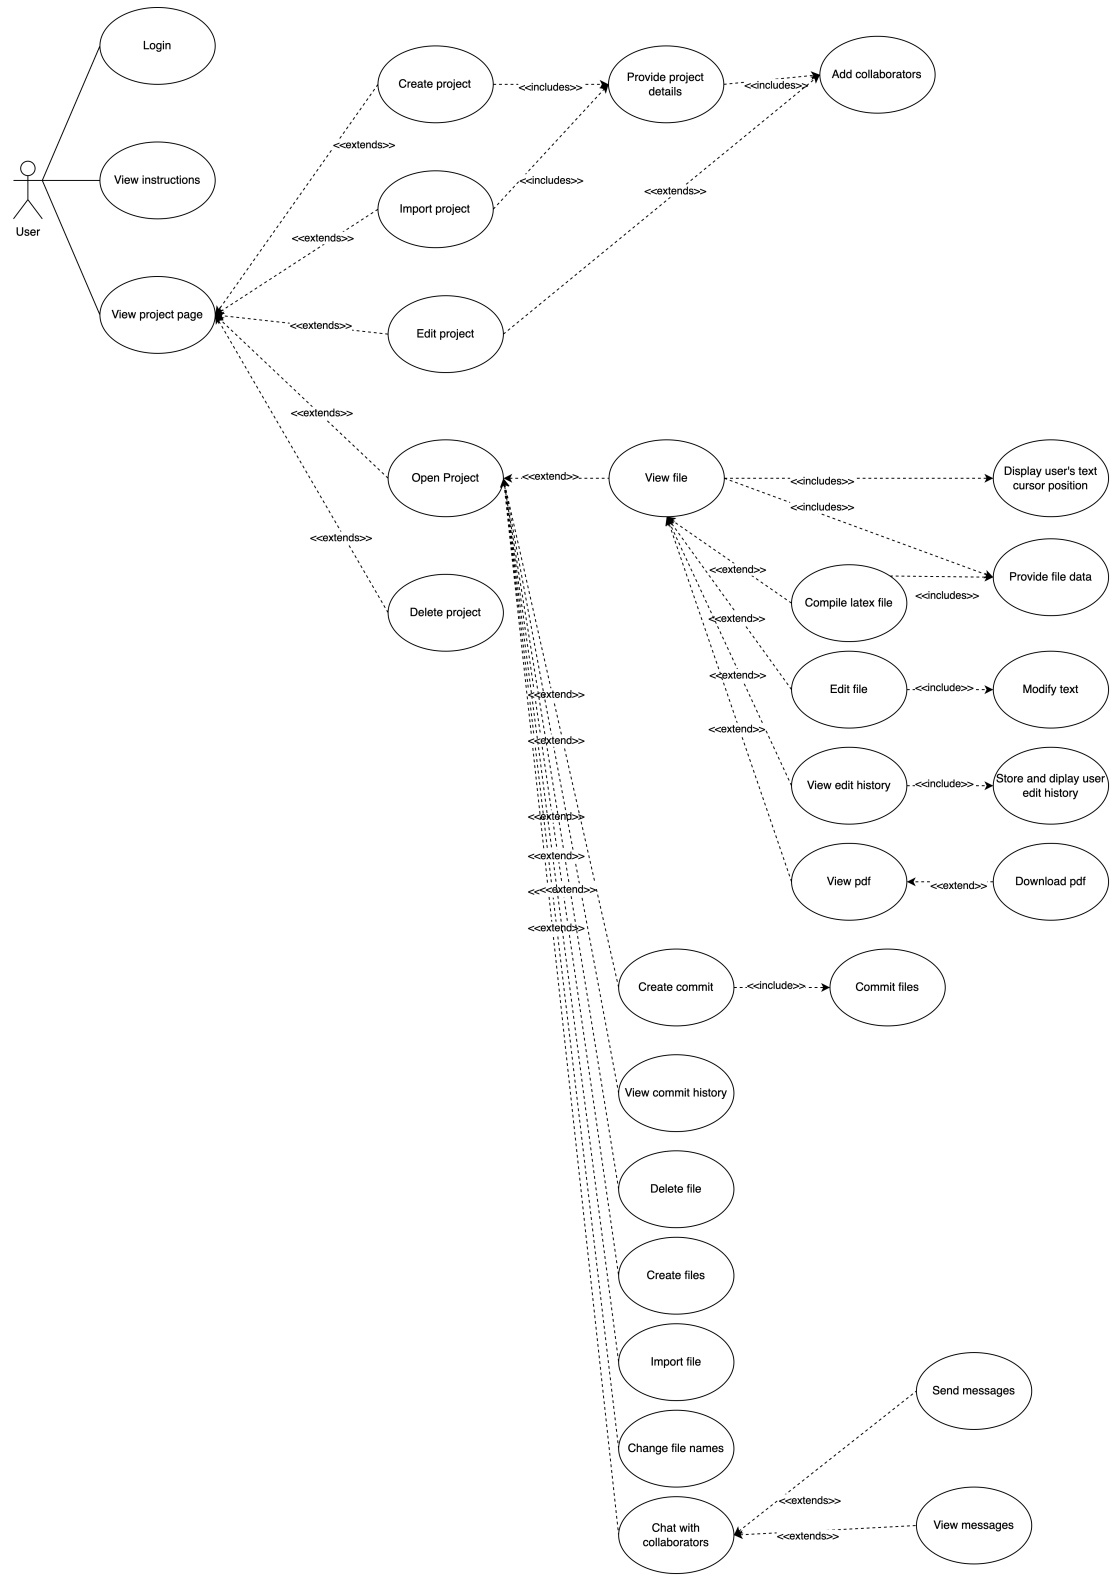 Login
View instructions
User
View project page
Create project
<<includes>>
Provide project
details
<<includes>>
Add collaborators
<<extends>>
Import project
<<includes>>
<<extends>>
<<extends>>
Edit project
<<extends>>
<<extends>>
Open Project
<<extend>>
View file
<<includes>>
Display user's text
cursor position
<<includes>>
<<extends>>
Delete project
<<extend>>
Compile latex file
<<includes>>
Provide file data
<<extend>>
Edit file
<<include>>
Modify text
<<extend>>
View edit history
<<include>>
Store and diplay user
edit history
<<extend>>
View pdf
<<extend>>
Download pdf
<<extend>>
<<extend>>
<<extend>>
<<extend>>
<<<<extend>>
<<extend>>
Create commit
<<include>>
Commit files
View commit history
Delete file
Create files
Import file
Change file names
Chat with
collaborators
Send messages
<<extends>>
<<extends>>
View messages